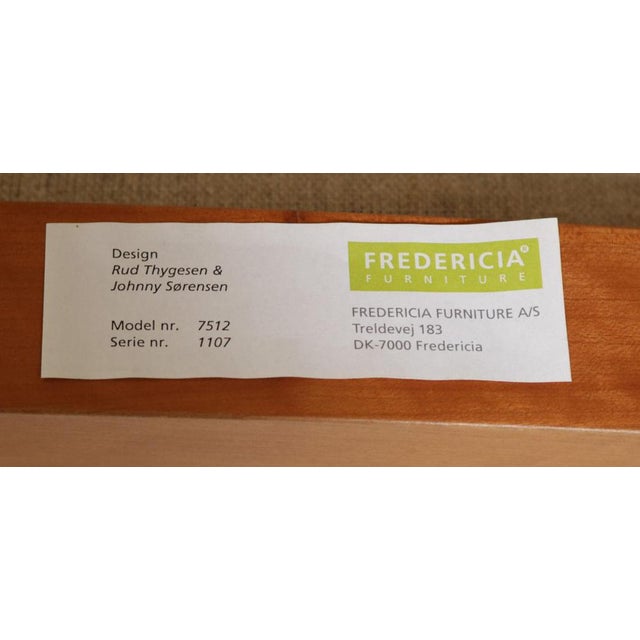 Design
Rud Thygesen &
Johnny Sørensen
Model nr. 7512
Serie nr. 1107
FREDERICIA®
FURNITURE
FREDERICIA FURNITURE A/S
Treldevej 183
DK-7000 Fredericia